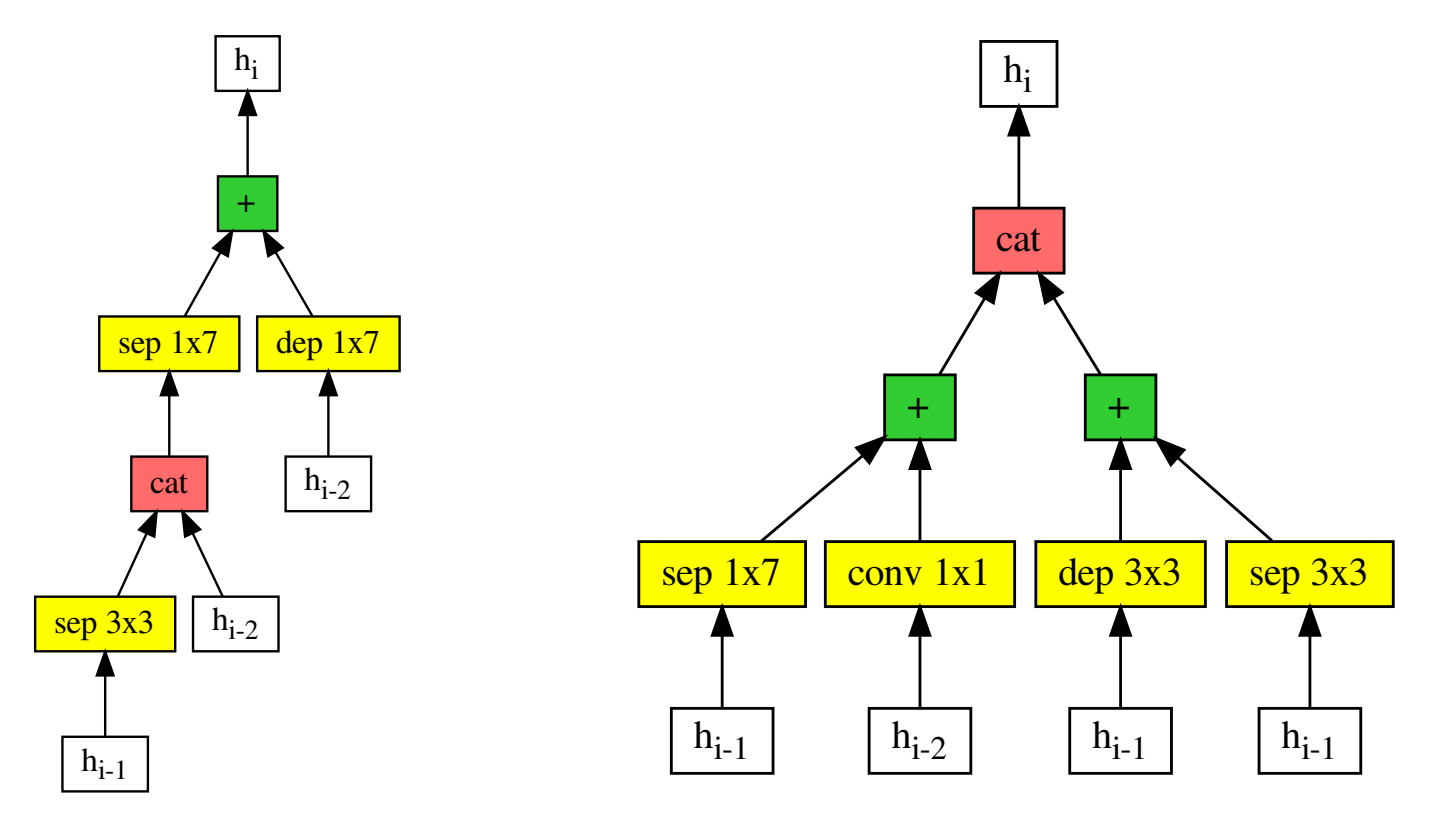 h_i
+
sep 1x7
dep 1x7
cat
h_{i-2}
sep 3x3
h_{i-2}
h_{i-1}
h_i
cat
+
+
sep 1x7
conv 1x1
dep 3x3
sep 3x3
h_{i-1}
h_{i-2}
h_{i-1}
h_{i-1}